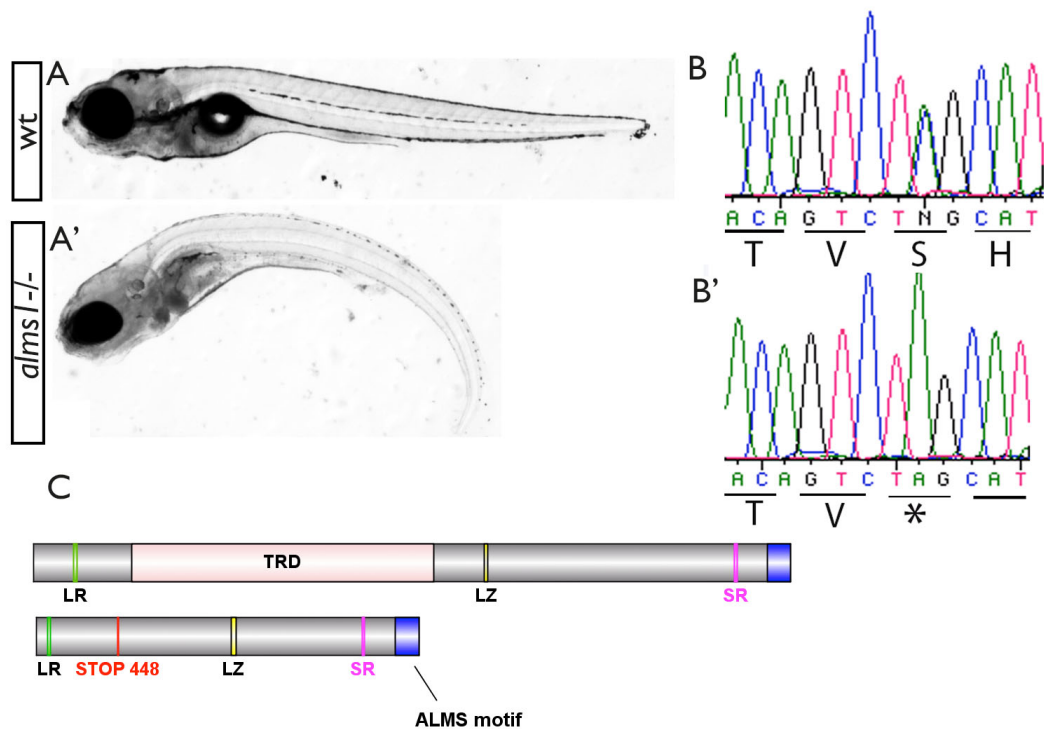 A
wt
A'
alms1-/-
B
A C A G T C T N G C A T
T V S H
B'
A C A G T C T A G C A T
T V *
C
TRD
LR LZ SR
LR STOP 448 LZ SR
ALMS motif